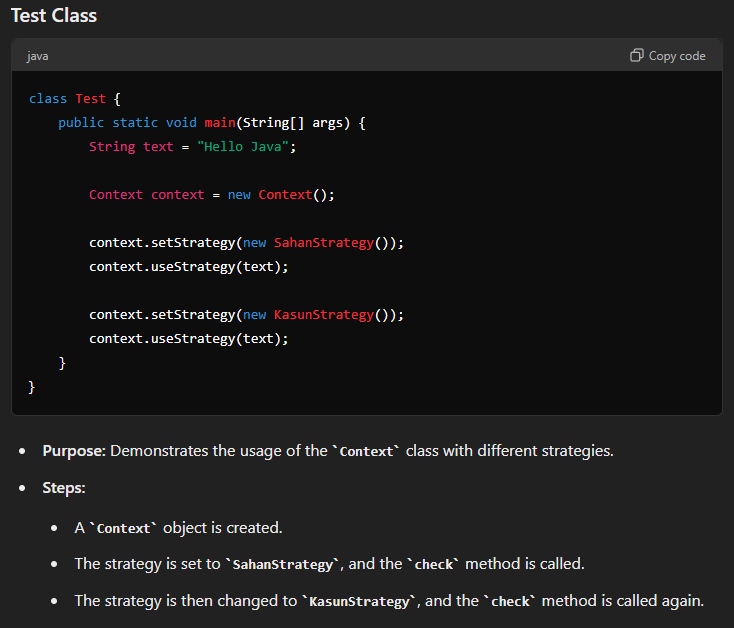 Test Class
java
Copy code
class Test {
    public static void main(String[] args) {
        String text = "Hello Java";
        Context context = new Context();
        context.setStrategy(new SahanStrategy());
        context.useStrategy(text);
        context.setStrategy(new KasunStrategy());
        context.useStrategy(text);
    }
}
• Purpose: Demonstrates the usage of the `Context` class with different strategies.
• Steps:
• A `Context` object is created.
• The strategy is set to `SahanStrategy`, and the `check` method is called.
• The strategy is then changed to `KasunStrategy`, and the `check` method is called again.